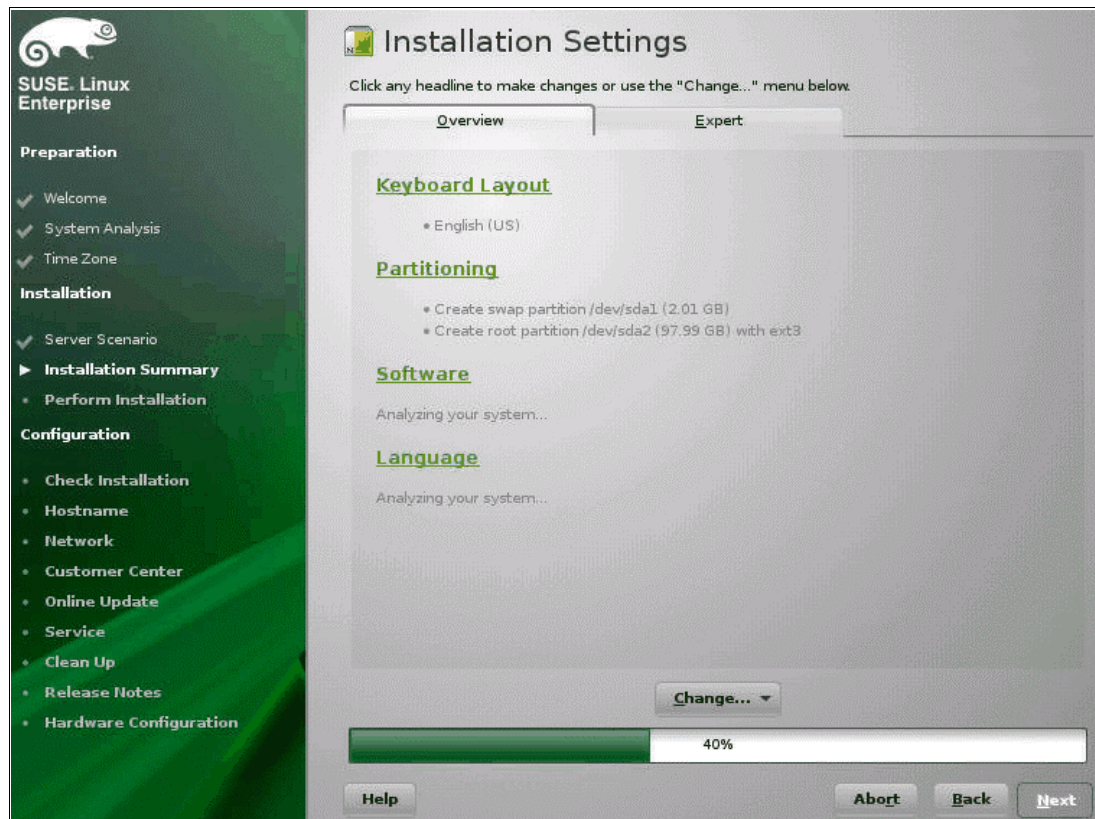 SUSE. Linux
Enterprise
Preparation
Welcome
System Analysis
Time Zone
Installation
Server Scenario
Installation Summary
Perform Installation
Configuration
Check Installation
Hostname
Network
Customer Center
Online Update
Service
Clean Up
Release Notes
Hardware Configuration
Installation Settings
Click any headline to make changes or use the "Change..." menu below.
Overview
Expert
Keyboard Layout
• English (US)
Partitioning
• Create swap partition /dev/sda1 (2.01 GB)
• Create root partition /dev/sda2 (97.99 GB) with ext3
Software
Analyzing your system...
Language
Analyzing your system...
Change...
40%
Help
Abort
Back
Next